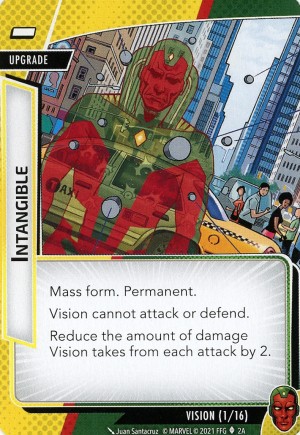 UPGRADE
INTANGIBLE
TAXI
Mass form. Permanent.
Vision cannot attack or defend.
Reduce the amount of damage
Vision takes from each attack by 2.
VISION (1/16)
Juan Santacruz © MARVEL © 2021 FFG 2A